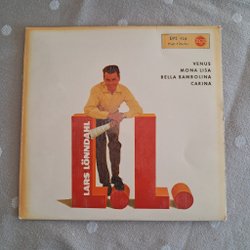 VENUS
MONA LISA
BELLA BAMBOLINA
CARINA
LARS LÖNNDAHL
L.L.